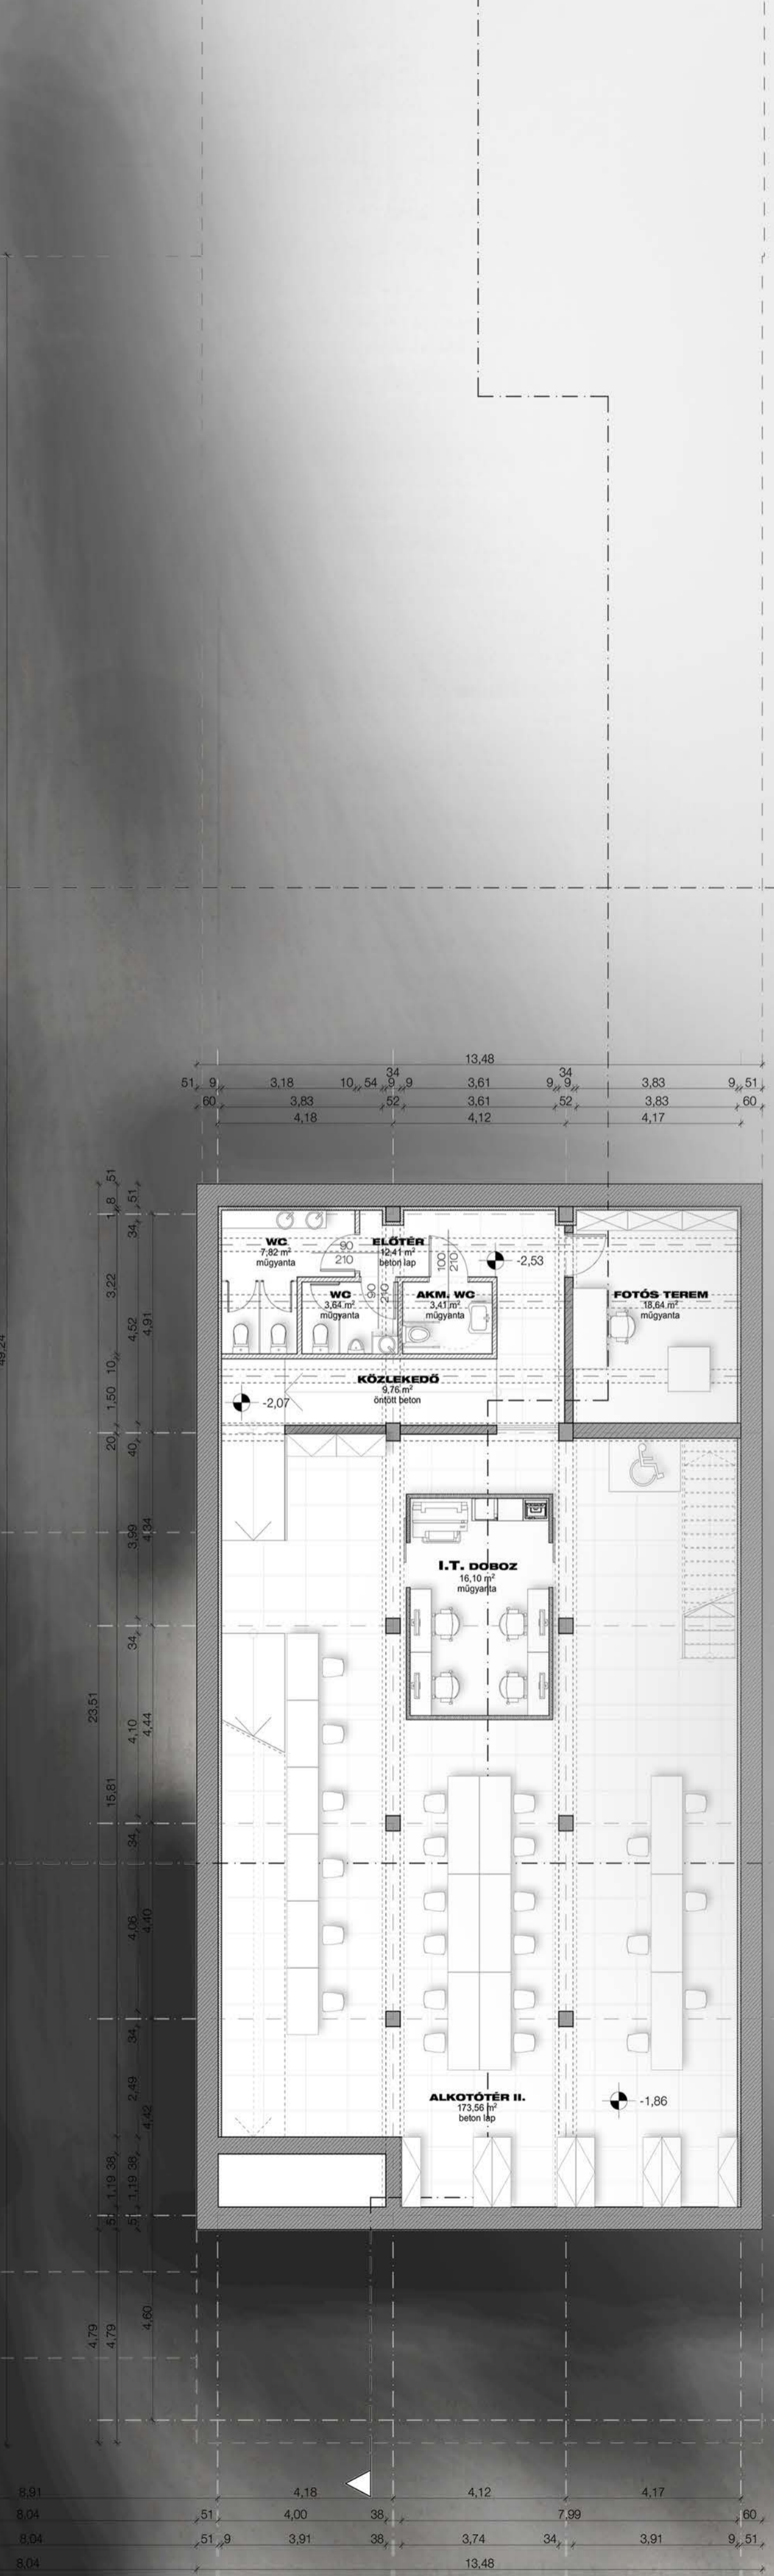 13,48
34 34
51 9 3,18 10 54 9 9 3,61 9 9 3,83 9 51
60 3,83 52 3,61 52 3,83 60
4,18 4,12 4,17
WC
7,82 m²
műgyanta
90
210
ELŐTÉR
12,41 m²
beton lap
100
210
-2,53
WC
3,64 m²
műgyanta
90
210
AKM. WC
3,41 m²
műgyanta
FOTÓS TEREM
18,64 m²
műgyanta
KÖZLEKEDŐ
9,76 m²
öntött beton
-2,07
I.T. DOBOZ
16,10 m²
műgyanta
ALKOTÓTÉR II.
173,56 m²
beton lap
-1,86
49,24
23,51
4,79
51
8
1
3,22
10
1,50
20
15,81
38
1,19
51
4,79
51
34
4,52
40
3,99
34
4,10
34
4,06
34
2,49
38
1,19
51
4,91
4,34
4,44
4,40
4,42
4,60
8,91 4,18 4,12 4,17
8,04 51 4,00 38 7,99 60
8,04 51 9 3,91 38 3,74 34 3,91 9 51
8,04 13,48